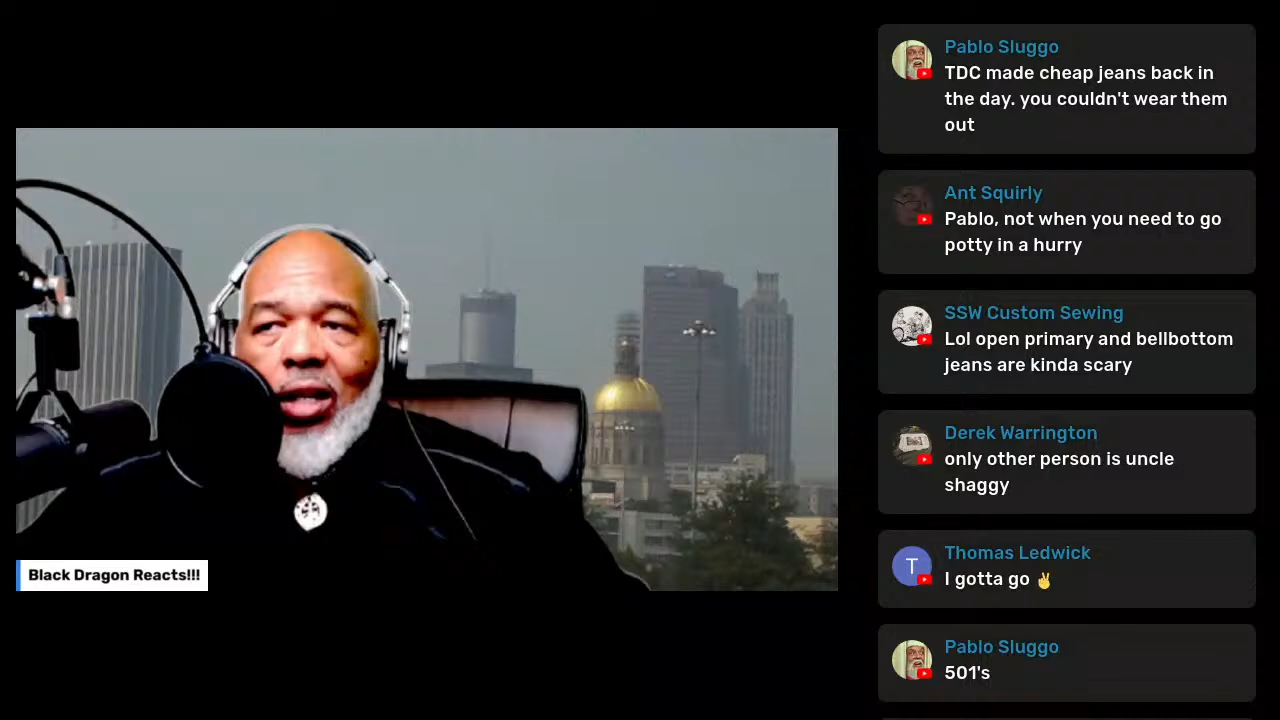 Pablo Sluggo
TDC made cheap jeans back in
the day. you couldn't wear them
out
Ant Squirly
Pablo, not when you need to go
potty in a hurry
SSW Custom Sewing
Lol open primary and bellbottom
jeans are kinda scary
Derek Warrington
only other person is uncle
shaggy
T
Thomas Ledwick
I gotta go ✌️
Pablo Sluggo
501's
Black Dragon Reacts!!!